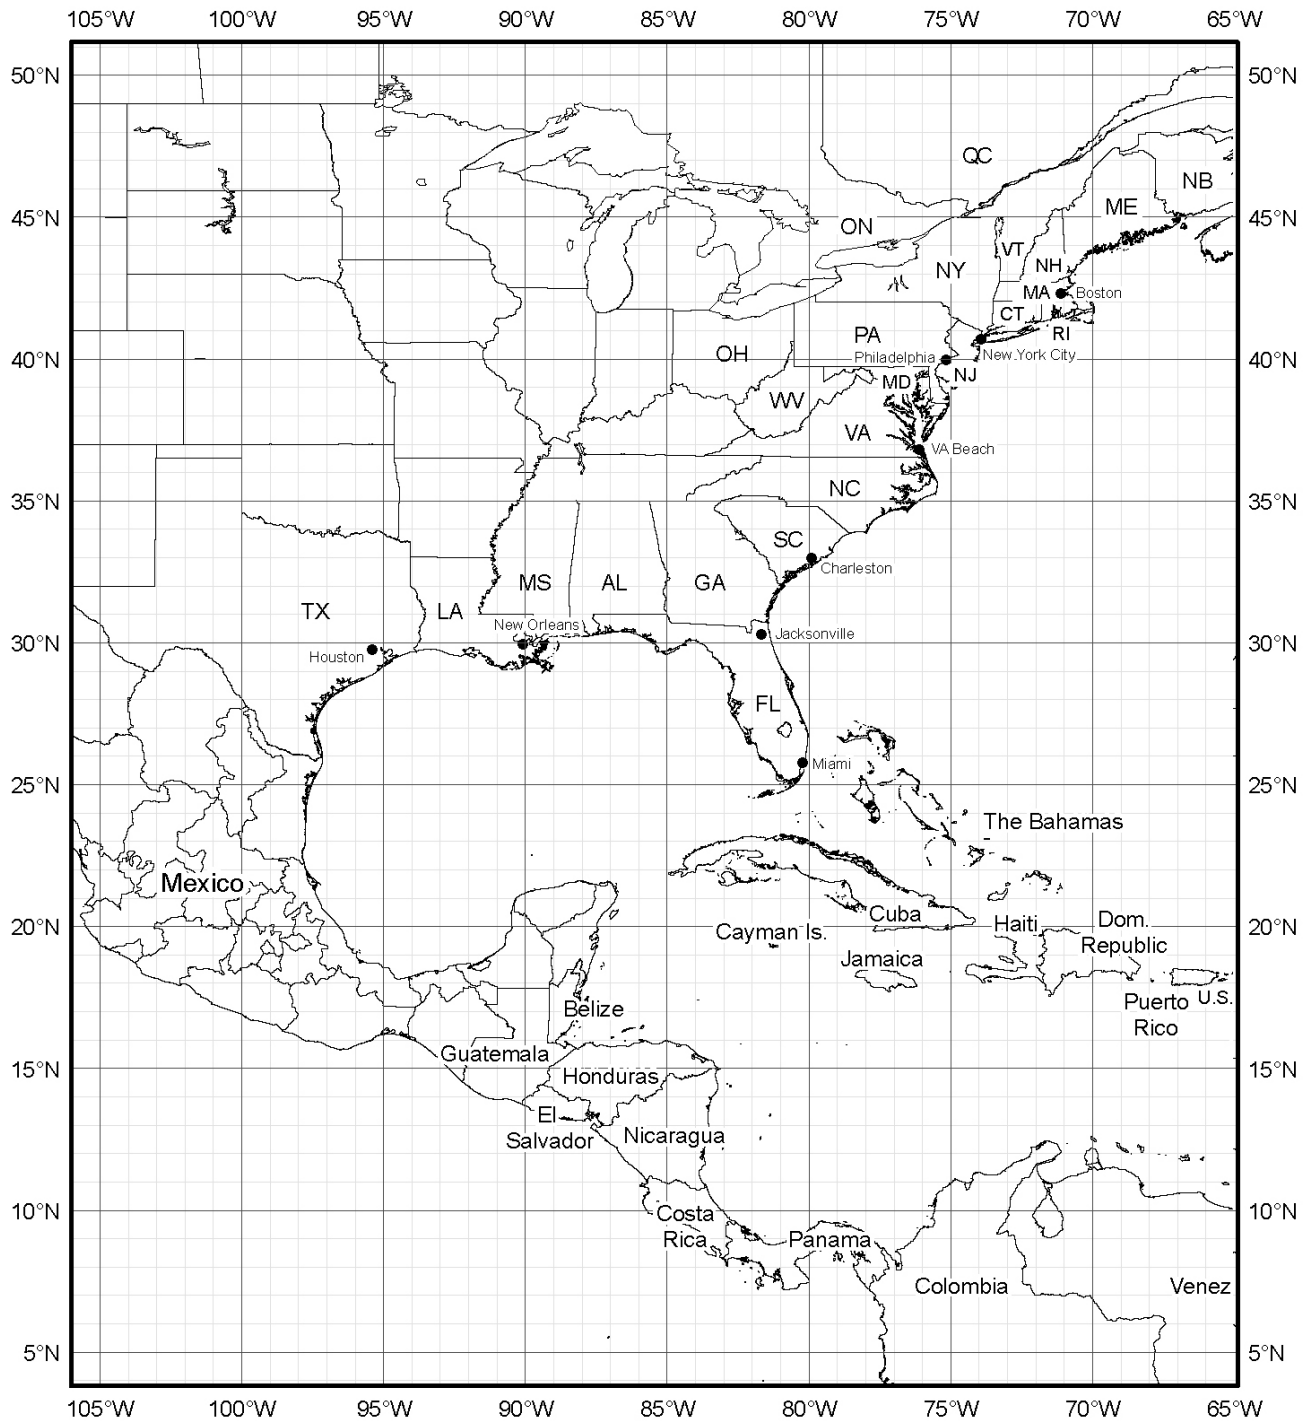 105°W 100°W 95°W 90°W 85°W 80°W 75°W 70°W 65°W
50°N 50°N
QC
NB
ME
45°N 45°N
ON
VT
NH
NY
MA Boston
CT
RI
PA
OH
New York City
Philadelphia
40°N 40°N
NJ
MD
WV
VA
VA Beach
NC
35°N 35°N
SC
Charleston
MS AL GA
TX LA
New Orleans
Jacksonville
30°N 30°N
Houston
FL
Miami
25°N 25°N
The Bahamas
Mexico
Cuba
20°N 20°N
Haiti
Dom.
Republic
Cayman Is.
Jamaica
Belize
Puerto
Rico
U.S.
Guatemala
15°N 15°N
Honduras
El
Salvador
Nicaragua
10°N 10°N
Costa
Rica
Panama
Colombia
Venez
5°N 5°N
105°W 100°W 95°W 90°W 85°W 80°W 75°W 70°W 65°W